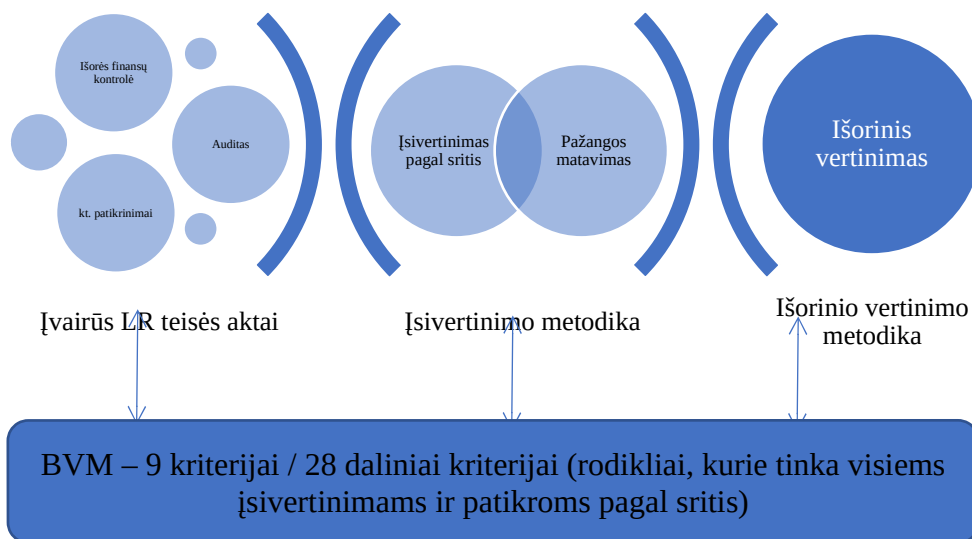 Išorės finansų
kontrolė
Auditas
kt. patikrinimai
Įsivertinimas
pagal sritis
Pažangos
matavimas
Išorinis
vertinimas
Įvairūs LR teisės aktai
Įsivertinimo metodika
Išorinio vertinimo
metodika
BVM – 9 kriterijai / 28 daliniai kriterijai (rodikliai, kurie tinka visiems
įsivertinimams ir patikroms pagal sritis)